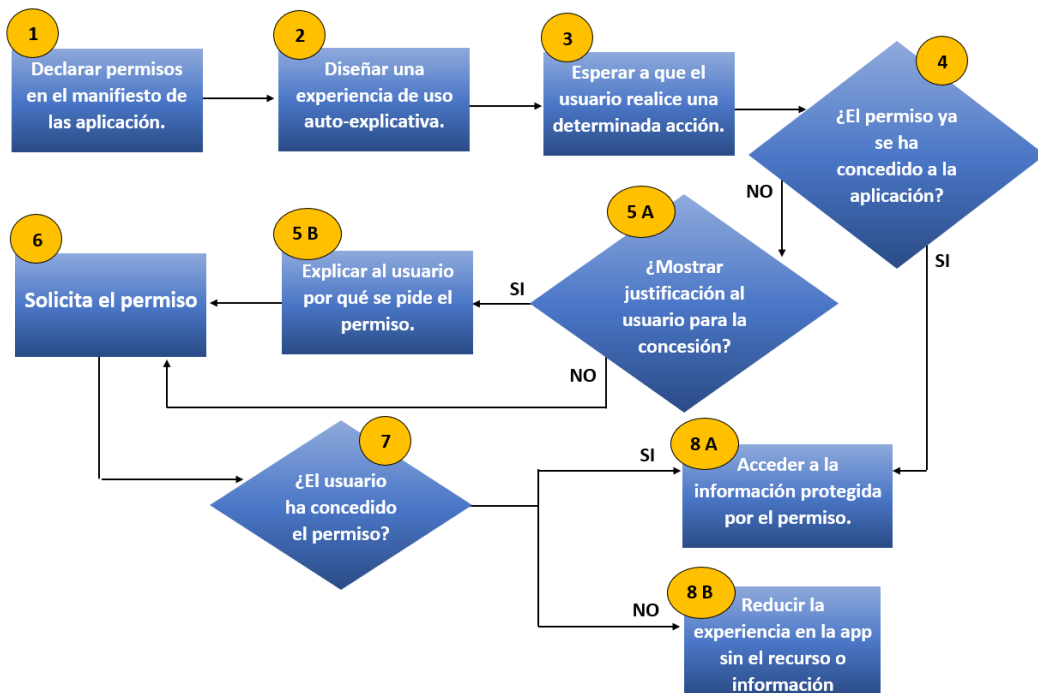 1
Declarar permisos
en el manifiesto de
las aplicación.
2
Diseñar una
experiencia de uso
auto-explicativa.
3
Esperar a que el
usuario realice una
determinada acción.
4
¿El permiso ya
se ha
concedido a la
aplicación?
NO
SI
5 A
¿Mostrar
justificación al
usuario para la
concesión?
SI
NO
5 B
Explicar al usuario
por qué se pide el
permiso.
6
Solicita el permiso
7
¿El usuario
ha concedido
el permiso?
SI
NO
8 A
Acceder a la
información protegida
por el permiso.
8 B
Reducir la
experiencia en la app
sin el recurso o
información